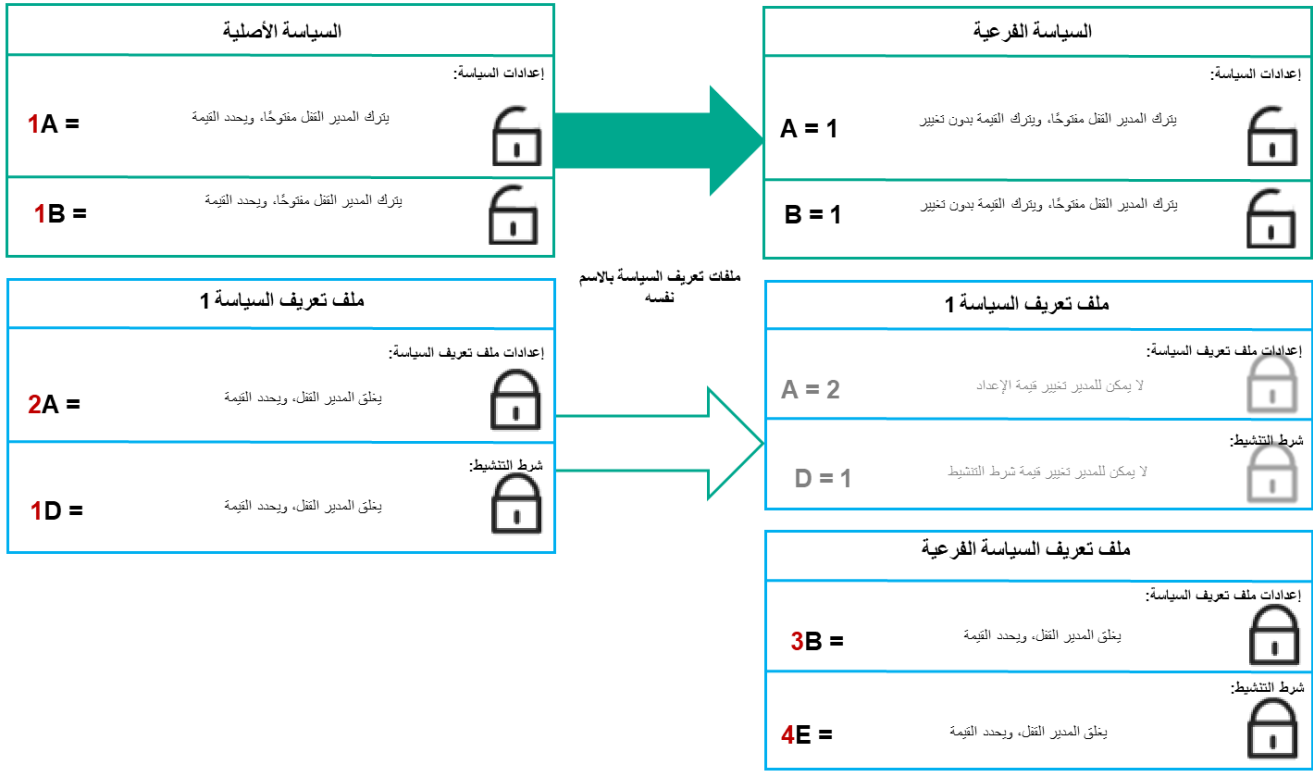 السياسة الأصلية
إعدادات السياسة:
يترك المدير القفل مفتوحًا، ويحدد القيمة
1A =
يترك المدير القفل مفتوحًا، ويحدد القيمة
1B =
السياسة الفرعية
إعدادات السياسة:
يترك المدير القفل مفتوحًا، ويترك القيمة بدون تغيير
A = 1
يترك المدير القفل مفتوحًا، ويترك القيمة بدون تغيير
B = 1
ملفات تعريف السياسة بالاسم
نفسه
ملف تعريف السياسة 1
إعدادات ملف تعريف السياسة:
يغلق المدير القفل، ويحدد القيمة
2A =
شرط التنشيط:
يغلق المدير القفل، ويحدد القيمة
1D =
ملف تعريف السياسة 1
إعدادات ملف تعريف السياسة:
لا يمكن للمدير تغيير قيمة الإعداد
A = 2
شرط التنشيط:
لا يمكن للمدير تغيير قيمة شرط التنشيط
D = 1
ملف تعريف السياسة الفرعية
إعدادات ملف تعريف السياسة:
يغلق المدير القفل، ويحدد القيمة
3B =
شرط التنشيط:
يغلق المدير القفل، ويحدد القيمة
4E =